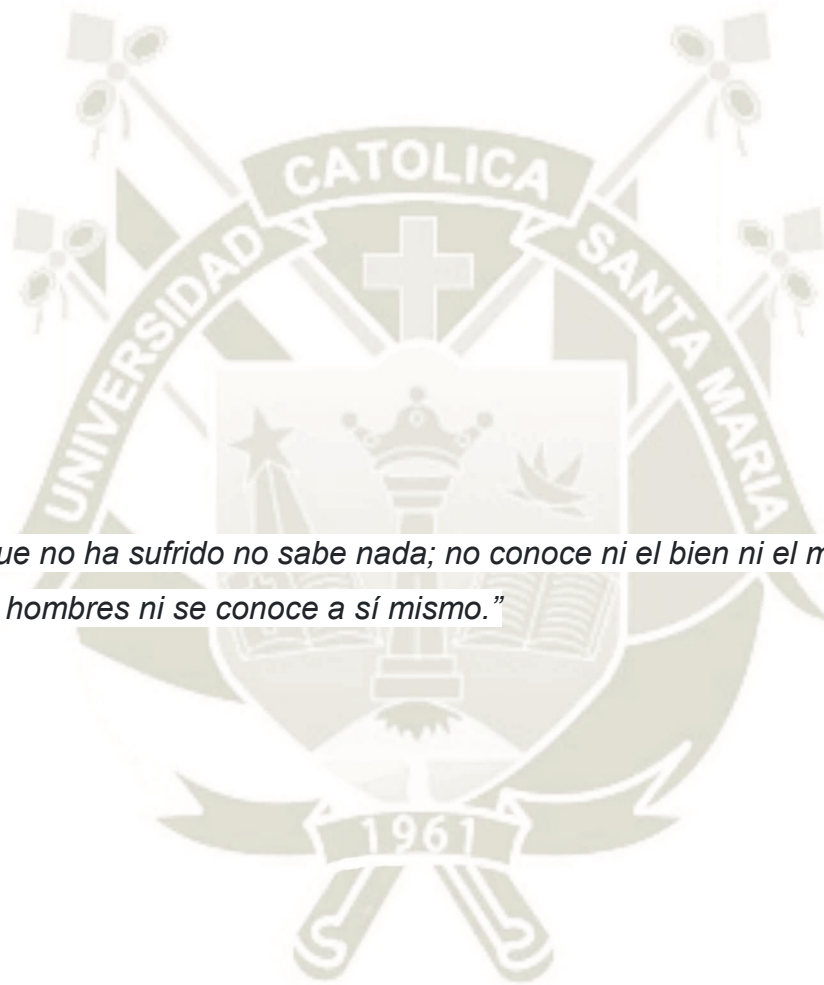 CATOLICA
UNIVERSIDAD
SANTA MARIA
ue no ha sufrido no sabe nada; no conoce ni el bien ni el m
hombres ni se conoce a sí mismo.”
1961